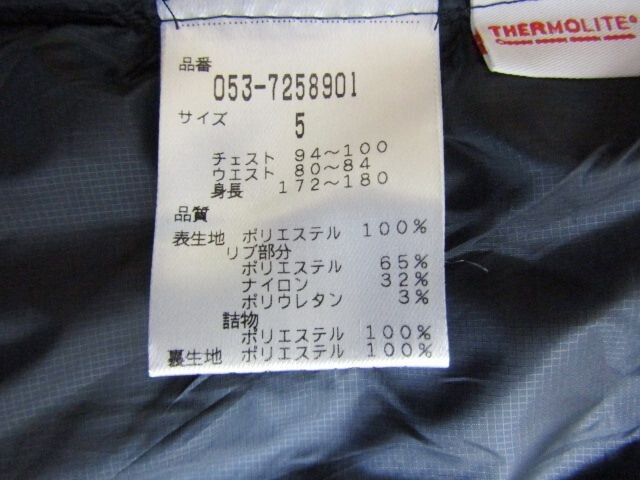 THERMOLITE®
品番
053-7258901
サイズ
5
チェスト 94～100
ウエスト 80～84
身長 172～180
品質
表生地 ポリエステル 100%
リブ部分
ポリエステル 65%
ナイロン 32%
ポリウレタン 3%
詰物
ポリエステル 100%
裏生地 ポリエステル 100%